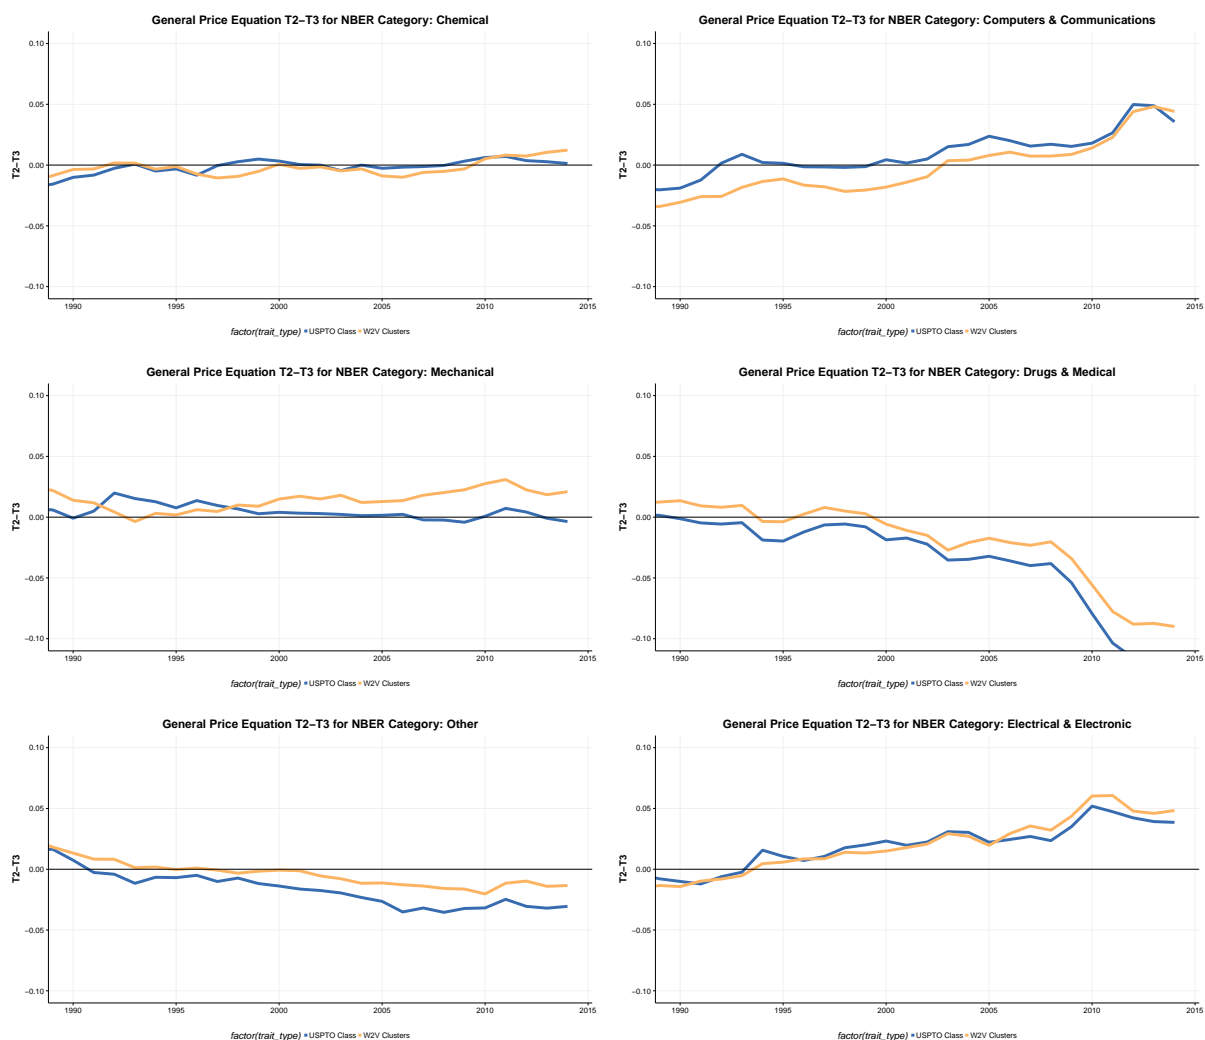 General Price Equation T2–T3 for NBER Category: Chemical
T2–T3
0.10
0.05
0.00
−0.05
−0.10
1990 1995 2000 2005 2010 2015
factor(trait_type) USPTO Class W2V Clusters
General Price Equation T2–T3 for NBER Category: Computers & Communications
T2–T3
0.10
0.05
0.00
−0.05
−0.10
1990 1995 2000 2005 2010 2015
factor(trait_type) USPTO Class W2V Clusters
General Price Equation T2–T3 for NBER Category: Mechanical
T2–T3
0.10
0.05
0.00
−0.05
−0.10
1990 1995 2000 2005 2010 2015
factor(trait_type) USPTO Class W2V Clusters
General Price Equation T2–T3 for NBER Category: Drugs & Medical
T2–T3
0.10
0.05
0.00
−0.05
−0.10
1990 1995 2000 2005 2010 2015
factor(trait_type) USPTO Class W2V Clusters
General Price Equation T2–T3 for NBER Category: Other
T2–T3
0.10
0.05
0.00
−0.05
−0.10
1990 1995 2000 2005 2010 2015
factor(trait_type) USPTO Class W2V Clusters
General Price Equation T2–T3 for NBER Category: Electrical & Electronic
T2–T3
0.10
0.05
0.00
−0.05
−0.10
1990 1995 2000 2005 2010 2015
factor(trait_type) USPTO Class W2V Clusters